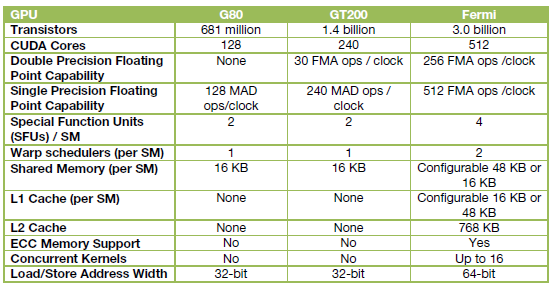 GPU G80 GT200 Fermi
Transistors 681 million 1.4 billion 3.0 billion
CUDA Cores 128 240 512
Double Precision Floating None 30 FMA ops / clock 256 FMA ops /clock
Point Capability
Single Precision Floating 128 MAD 240 MAD ops / 512 FMA ops /clock
Point Capability ops/clock clock
Special Function Units 2 2 4
(SFUs) / SM
Warp schedulers (per SM) 1 1 2
Shared Memory (per SM) 16 KB 16 KB Configurable 48 KB or
16 KB
L1 Cache (per SM) None None Configurable 16 KB or
48 KB
L2 Cache None None 768 KB
ECC Memory Support No No Yes
Concurrent Kernels No No Up to 16
Load/Store Address Width 32-bit 32-bit 64-bit